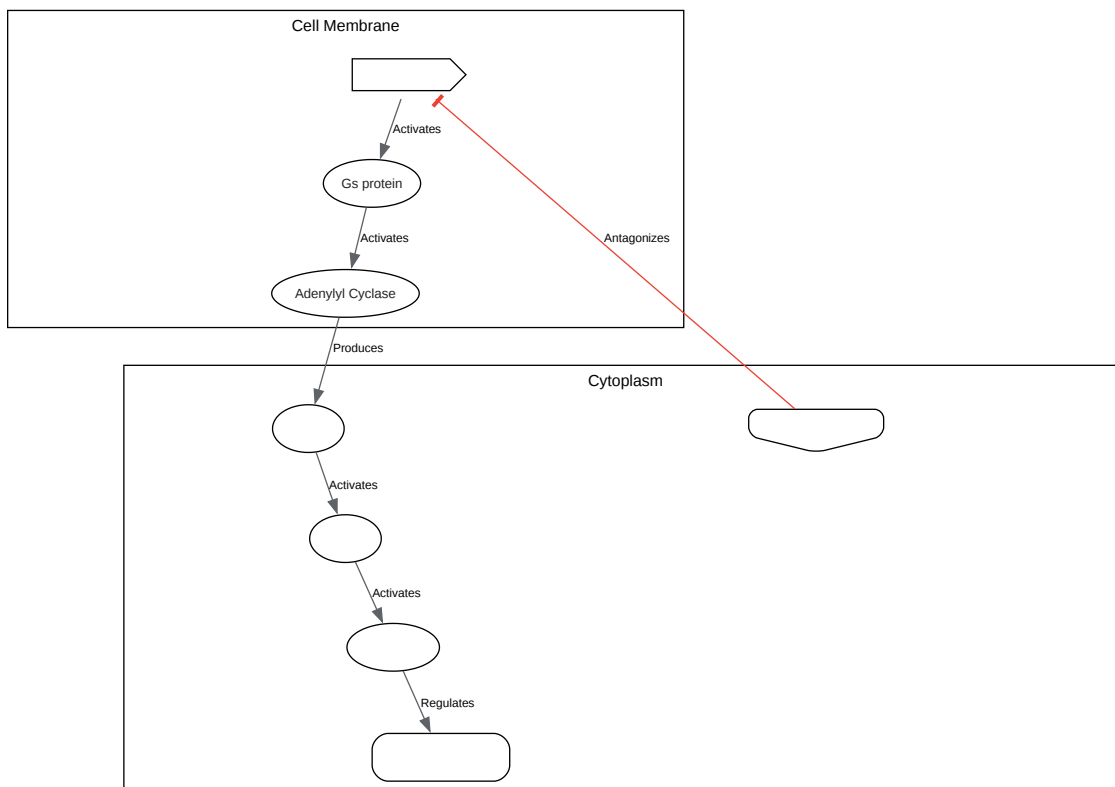 Cell Membrane
Activates
Gs protein
Activates
Antagonizes
Adenylyl Cyclase
Produces
Cytoplasm
Activates
Activates
Regulates